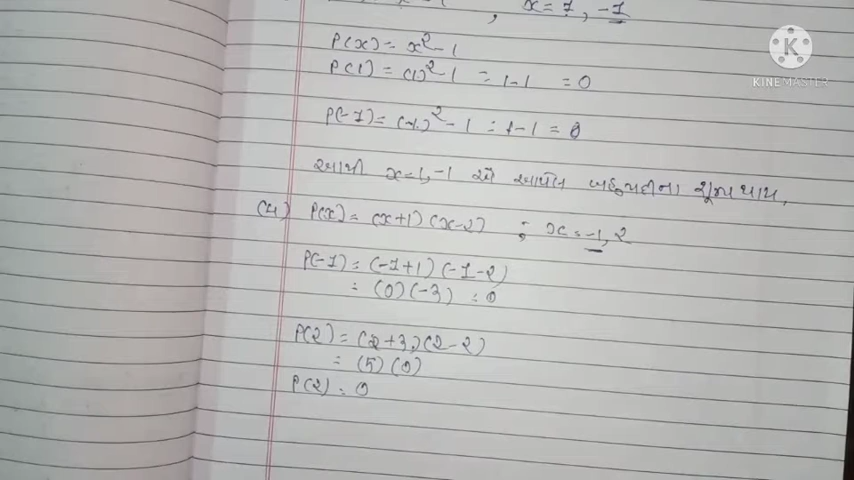 , x = 1, -1
P(x) = x² - 1
P(1) = (1)² - 1 = 1-1 = 0
P(-1) = (-1)² - 1 = 1-1 = 0
આથી x=1, -1 એ આપેલ બહુપદીના શૂન્ય થાય.
(૫) P(x) = (x+1) (x-2) ; x = -1, 2
P(-1) = (-1+1) (-1-2)
= (0) (-3) = 0
P(2) = (2+3) (2-2)
= (5) (0)
P(2) = 0
K
KINEMASTER